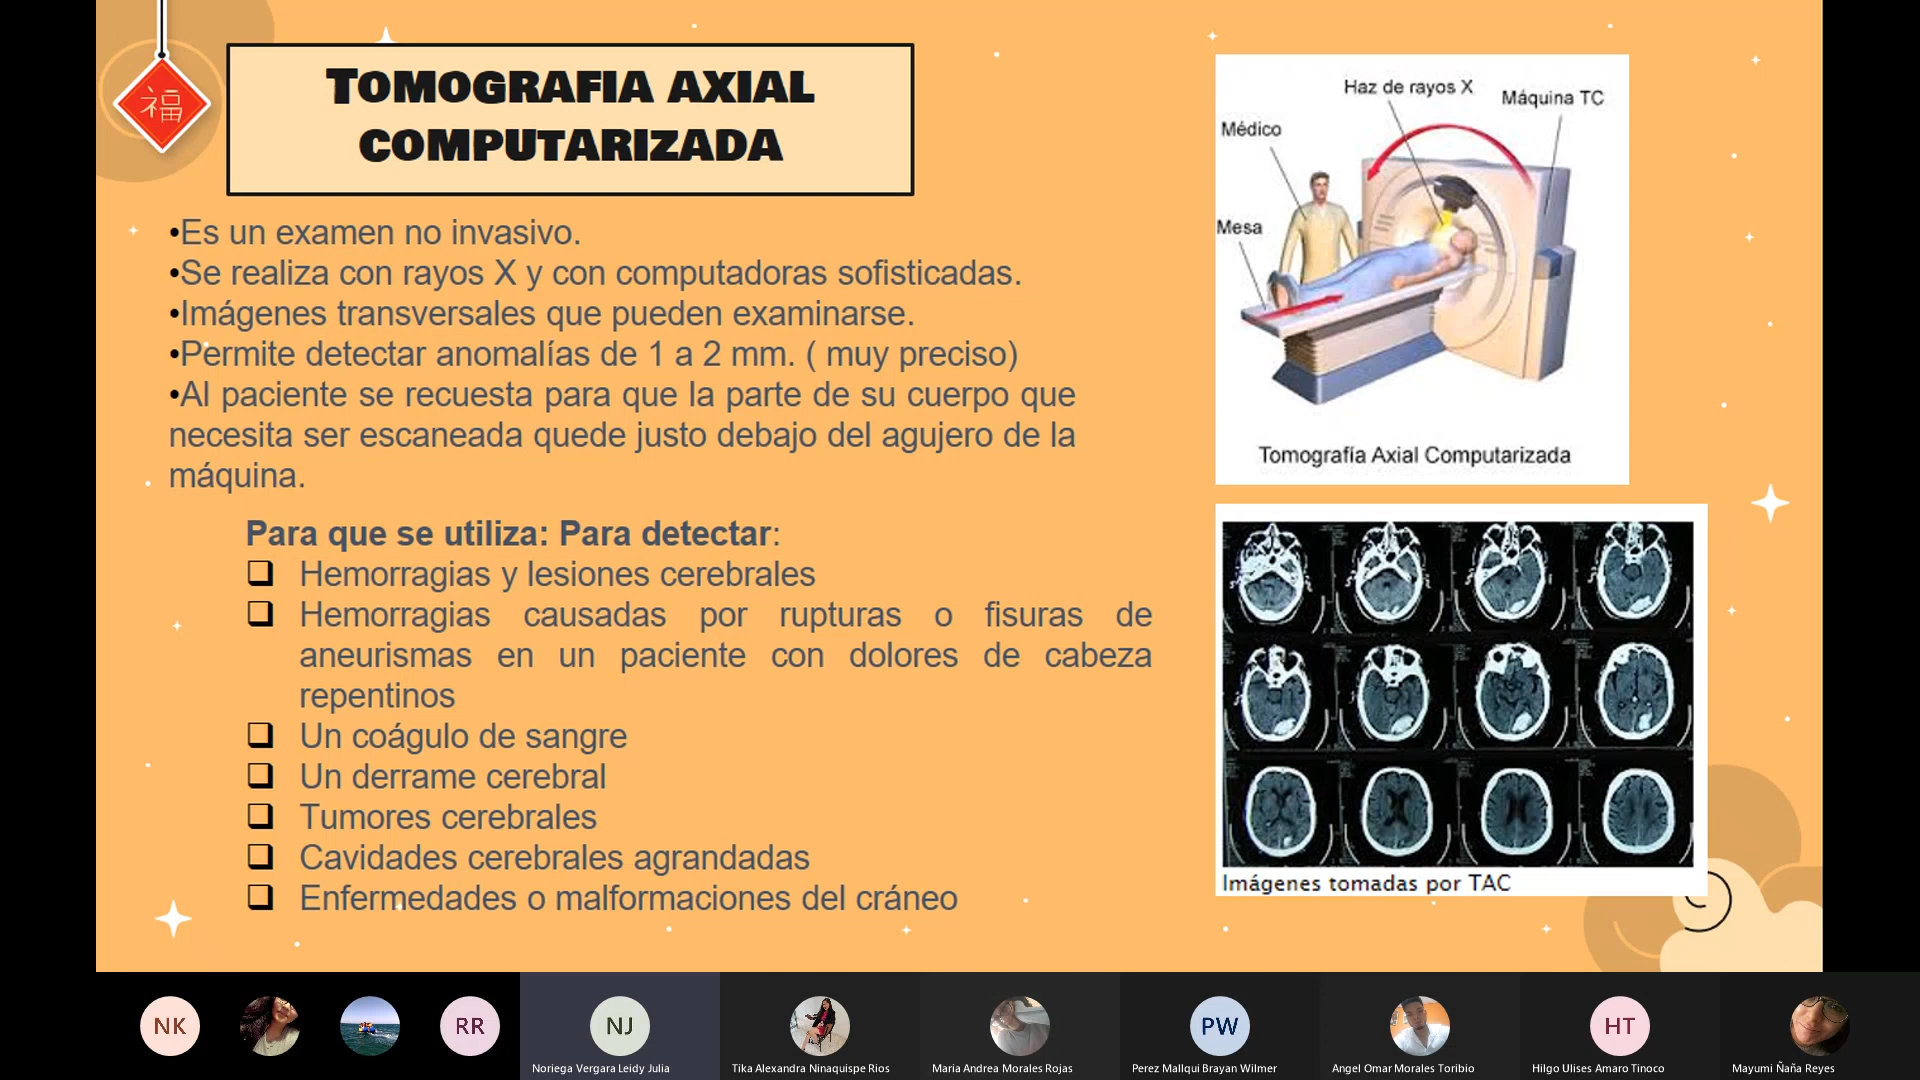 福
TOMOGRAFIA AXIAL
COMPUTARIZADA
•Es un examen no invasivo.
•Se realiza con rayos X y con computadoras sofisticadas.
•Imágenes transversales que pueden examinarse.
•Permite detectar anomalías de 1 a 2 mm. ( muy preciso)
•Al paciente se recuesta para que la parte de su cuerpo que
necesita ser escaneada quede justo debajo del agujero de la
máquina.
Para que se utiliza: Para detectar:
❑ Hemorragias y lesiones cerebrales
❑ Hemorragias causadas por rupturas o fisuras de
aneurismas en un paciente con dolores de cabeza
repentinos
❑ Un coágulo de sangre
❑ Un derrame cerebral
❑ Tumores cerebrales
❑ Cavidades cerebrales agrandadas
❑ Enfermedades o malformaciones del cráneo
Haz de rayos X
Máquina TC
Médico
Mesa
Tomografía Axial Computarizada
Imágenes tomadas por TAC
NK
RR
NJ
PW
HT
Noriega Vergara Leidy Julia
Tika Alexandra Ninaquispe Rios
Maria Andrea Morales Rojas
Perez Mallqui Brayan Wilmer
Angel Omar Morales Toribio
Hilgo Ulises Amaro Tinoco
Mayumi Ñaña Reyes